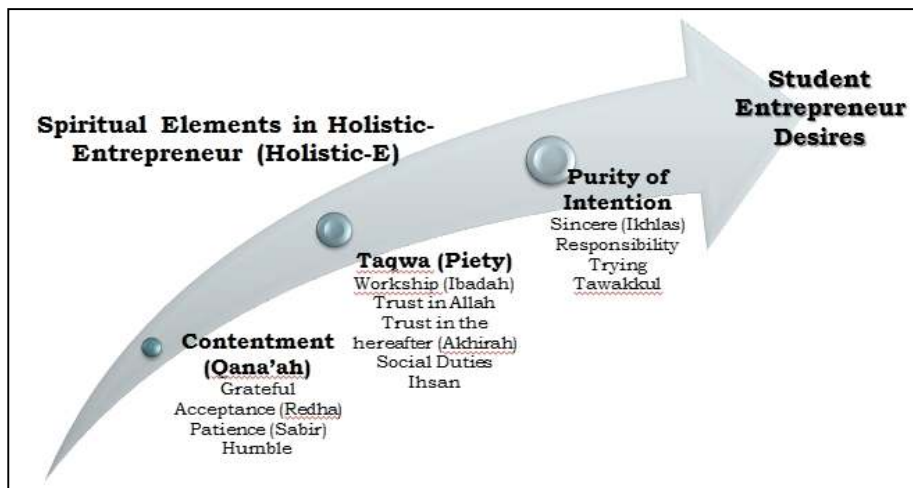 Spiritual Elements in Holistic-
Entrepreneur (Holistic-E)
Student
Entrepreneur
Desires
Purity of
Intention
Sincere (Ikhlas)
Responsibility
Trying
Tawakkul
Taqwa (Piety)
Workship (Ibadah)
Trust in Allah
Trust in the
hereafter (Akhirah)
Social Duties
Ihsan
Contentment
(Qana’ah)
Grateful
Acceptance (Redha)
Patience (Sabir)
Humble